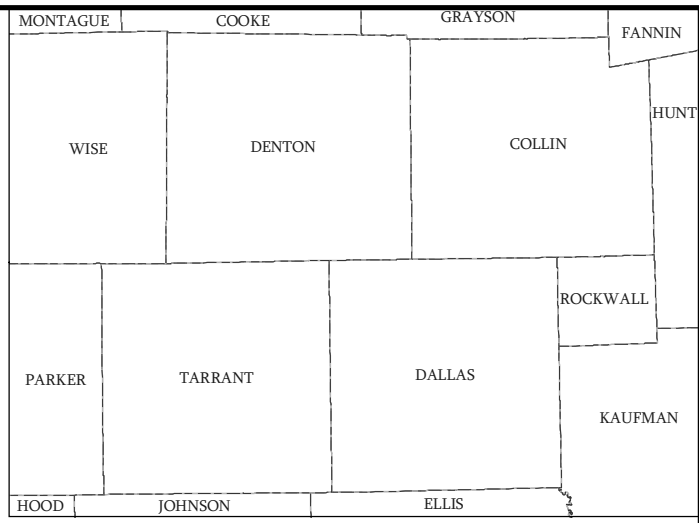 MONTAGUE
COOKE
GRAYSON
FANNIN
HUNT
WISE
DENTON
COLLIN
ROCKWALL
PARKER
TARRANT
DALLAS
KAUFMAN
HOOD
JOHNSON
ELLIS